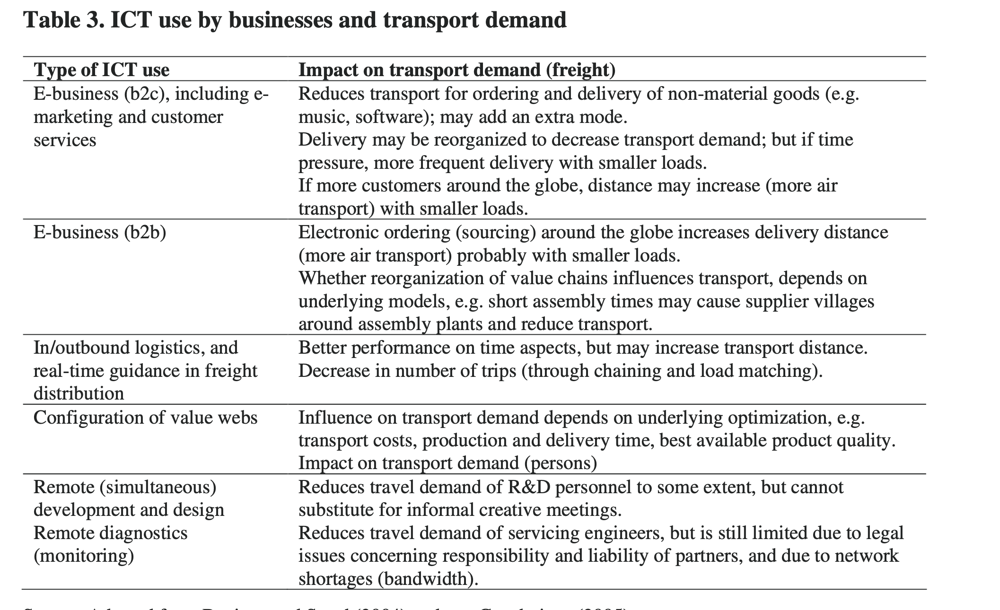 Table 3. ICT use by businesses and transport demand
Type of ICT use
Impact on transport demand (freight)
E-business (b2c), including e-
marketing and customer
services
Reduces transport for ordering and delivery of non-material goods (e.g.
music, software); may add an extra mode.
Delivery may be reorganized to decrease transport demand; but if time
pressure, more frequent delivery with smaller loads.
If more customers around the globe, distance may increase (more air
transport) with smaller loads.
E-business (b2b)
Electronic ordering (sourcing) around the globe increases delivery distance
(more air transport) probably with smaller loads.
Whether reorganization of value chains influences transport, depends on
underlying models, e.g. short assembly times may cause supplier villages
around assembly plants and reduce transport.
In/outbound logistics, and
real-time guidance in freight
distribution
Better performance on time aspects, but may increase transport distance.
Decrease in number of trips (through chaining and load matching).
Configuration of value webs
Influence on transport demand depends on underlying optimization, e.g.
transport costs, production and delivery time, best available product quality.
Impact on transport demand (persons)
Remote (simultaneous)
development and design
Reduces travel demand of R&D personnel to some extent, but cannot
substitute for informal creative meetings.
Remote diagnostics
(monitoring)
Reduces travel demand of servicing engineers, but is still limited due to legal
issues concerning responsibility and liability of partners, and due to network
shortages (bandwidth).